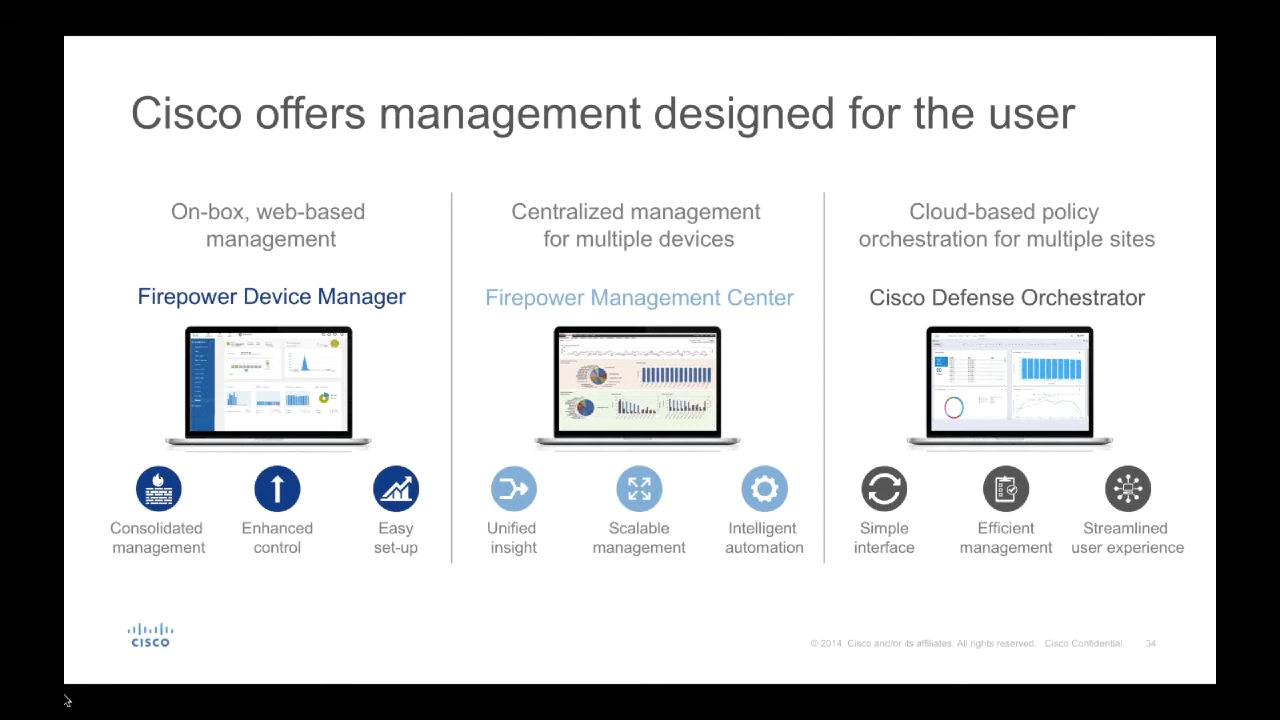 Cisco offers management designed for the user
On-box, web-based
management
Firepower Device Manager
Consolidated
management
Enhanced
control
Easy
set-up
Centralized management
for multiple devices
Firepower Management Center
Unified
insight
Scalable
management
Intelligent
automation
Cloud-based policy
orchestration for multiple sites
Cisco Defense Orchestrator
Simple
interface
Efficient
management
Streamlined
user experience
CISCO
© 2014 Cisco and/or its affiliates. All rights reserved. Cisco Confidential 34